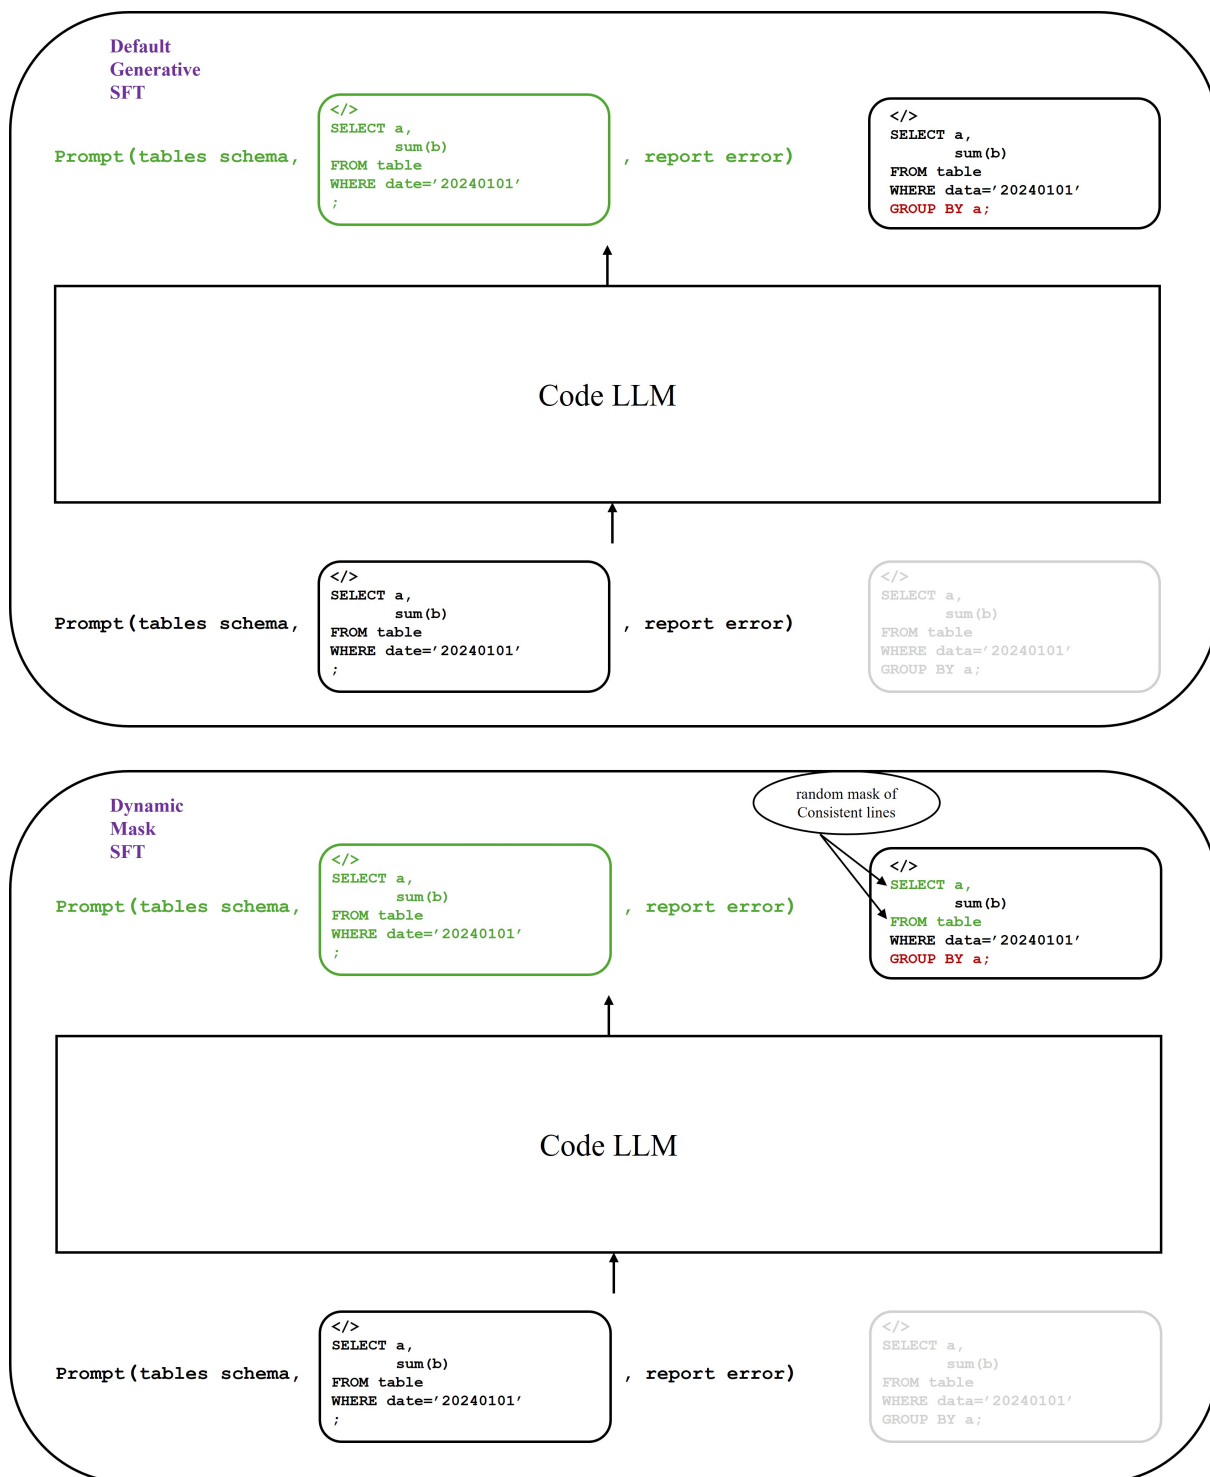 Default
Generative
SFT
</>
SELECT a,
sum(b)
FROM table
WHERE date=’20240101’
;
Prompt(tables schema,
, report error)
</>
SELECT a,
sum(b)
FROM table
WHERE data=’20240101’
GROUP BY a;
Code LLM
</>
SELECT a,
sum(b)
FROM table
WHERE date=’20240101’
;
Prompt(tables schema,
, report error)
</>
SELECT a,
sum(b)
FROM table
WHERE data=’20240101’
GROUP BY a;
Dynamic
Mask
SFT
random mask of
Consistent lines
</>
SELECT a,
sum(b)
FROM table
WHERE date=’20240101’
;
Prompt(tables schema,
, report error)
</>
SELECT a,
sum(b)
FROM table
WHERE data=’20240101’
GROUP BY a;
Code LLM
</>
SELECT a,
sum(b)
FROM table
WHERE date=’20240101’
;
Prompt(tables schema,
, report error)
</>
SELECT a,
sum(b)
FROM table
WHERE data=’20240101’
GROUP BY a;